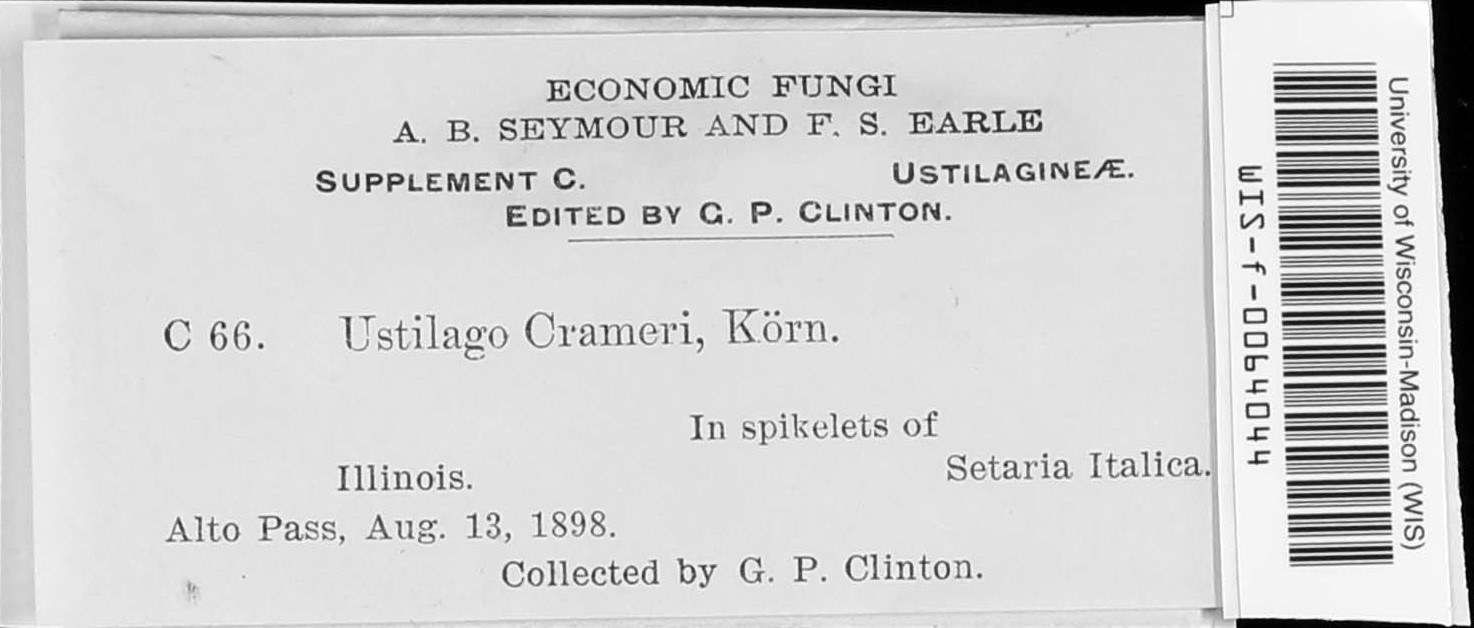 ECONOMIC FUNGI
A. B. SEYMOUR AND F. S. EARLE
SUPPLEMENT C. USTILAGINEÆ.
EDITED BY G. P. CLINTON.
C 66. Ustilago Crameri, Körn.
In spikelets of
Setaria Italica.
Illinois.
Alto Pass, Aug. 13, 1898.
Collected by G. P. Clinton.
University of Wisconsin-Madison (WIS)
WIS-f-0064044